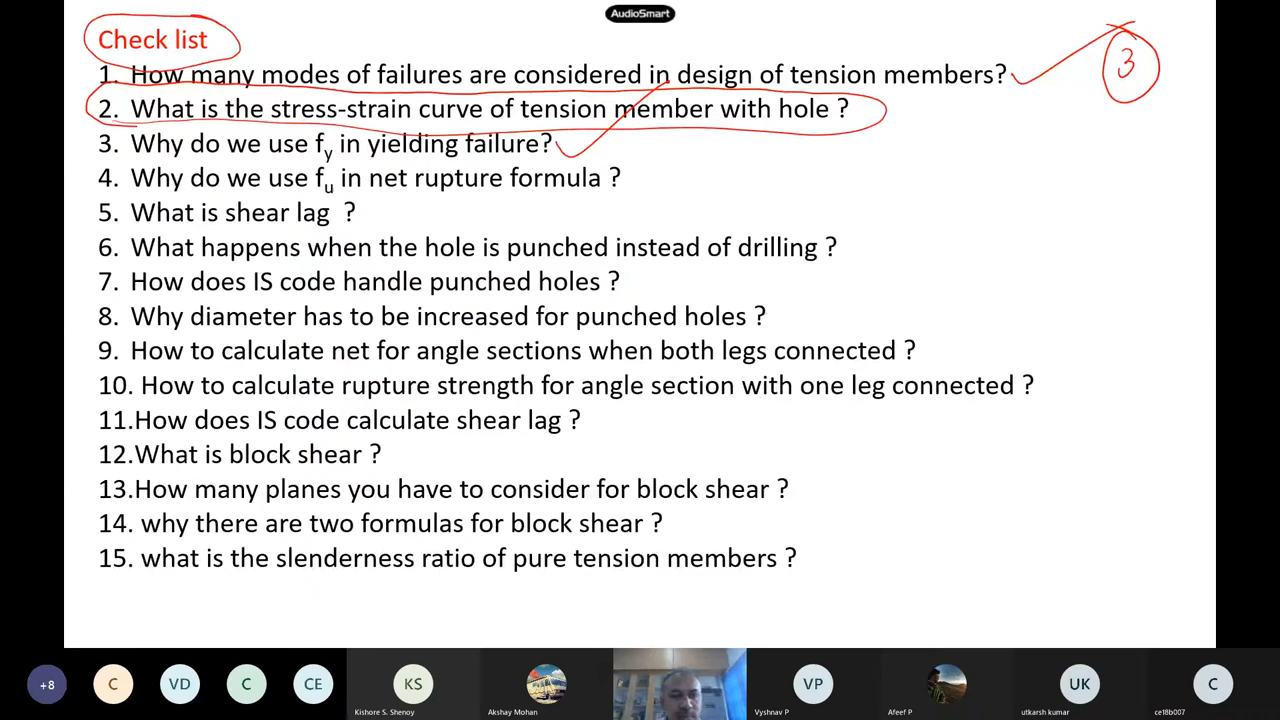 AudioSmart
Check list
1. How many modes of failures are considered in design of tension members?
3
2. What is the stress-strain curve of tension member with hole ?
3. Why do we use fy in yielding failure?
4. Why do we use fu in net rupture formula ?
5. What is shear lag ?
6. What happens when the hole is punched instead of drilling ?
7. How does IS code handle punched holes ?
8. Why diameter has to be increased for punched holes ?
9. How to calculate net for angle sections when both legs connected ?
10. How to calculate rupture strength for angle section with one leg connected ?
11.How does IS code calculate shear lag ?
12.What is block shear ?
13.How many planes you have to consider for block shear ?
14. why there are two formulas for block shear ?
15. what is the slenderness ratio of pure tension members ?
+8 C VD C CE KS VP UK C
Kishore S. Shenoy Akshay Mohan Vyshnav P Afeef P utkarsh kumar ce18b007